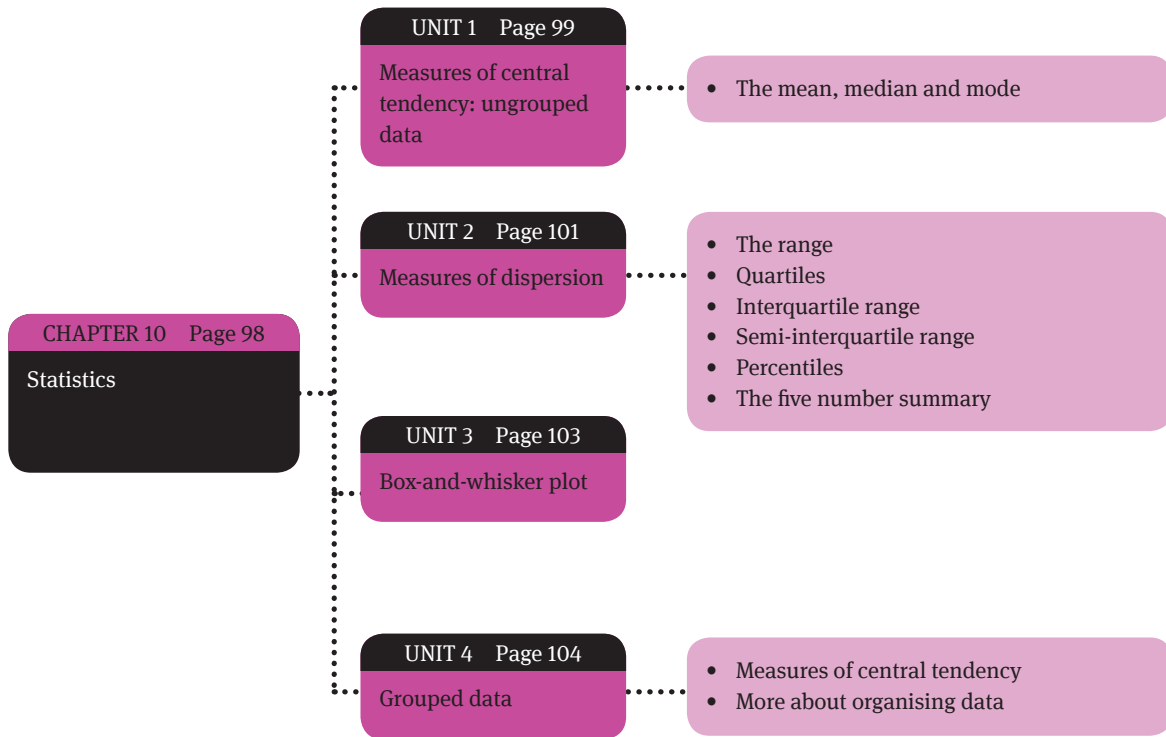 CHAPTER 10 Page 98
Statistics
UNIT 1 Page 99
Measures of central
tendency: ungrouped
data
• The mean, median and mode
UNIT 2 Page 101
Measures of dispersion
• The range
• Quartiles
• Interquartile range
• Semi-interquartile range
• Percentiles
• The five number summary
UNIT 3 Page 103
Box-and-whisker plot
UNIT 4 Page 104
Grouped data
• Measures of central tendency
• More about organising data